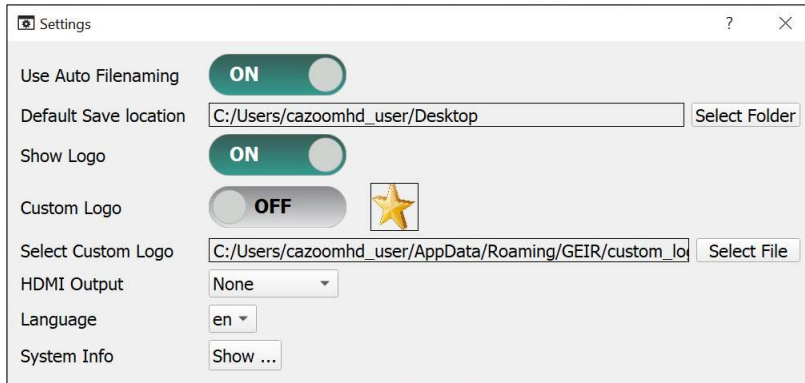 Settings ?
Use Auto Filenaming ON
Default Save location C:/Users/cazoomhd_user/Desktop Select Folder
Show Logo ON
Custom Logo OFF
Select Custom Logo C:/Users/cazoomhd_user/AppData/Roaming/GEIR/custom_lo Select File
HDMI Output None
Language en
System Info Show ...